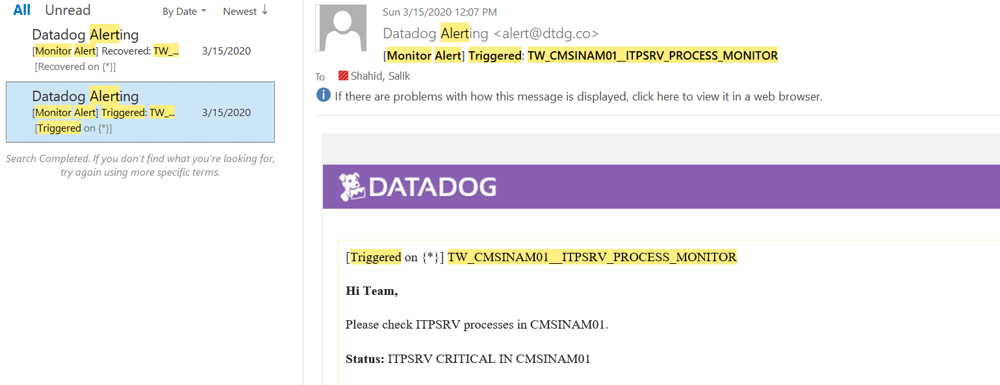 All Unread By Date Newest ↓
Datadog Alerting
[Monitor Alert] Recovered: TW_... 3/15/2020
[Recovered on {*}]
Datadog Alerting
[Monitor Alert] Triggered: TW_... 3/15/2020
[Triggered on {*}]
Search Completed. If you don't find what you're looking for,
try again using more specific terms.
Sun 3/15/2020 12:07 PM
Datadog Alerting <alert@dtdg.co>
[Monitor Alert] Triggered: TW_CMSINAM01__ITPSRV_PROCESS_MONITOR
To Shahid, Salik
If there are problems with how this message is displayed, click here to view it in a web browser.
DATADOG
[Triggered on {*}] TW_CMSINAM01__ITPSRV_PROCESS_MONITOR
Hi Team,
Please check ITPSRV processes in CMSINAM01.
Status: ITPSRV CRITICAL IN CMSINAM01